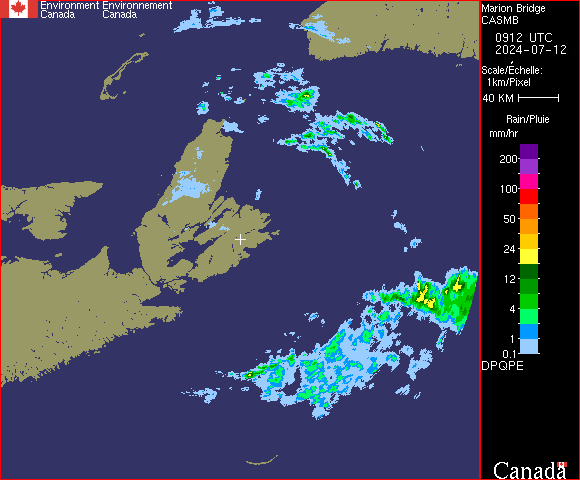 Environment Environnement
Canada Canada
Marion Bridge
CASMB
0912 UTC
2024-07-12
Scale/Échelle:
1km/Pixel
40 KM
Rain/Pluie
mm/hr
200
100
50
24
12
4
1
0.1
DPQPE
Canada